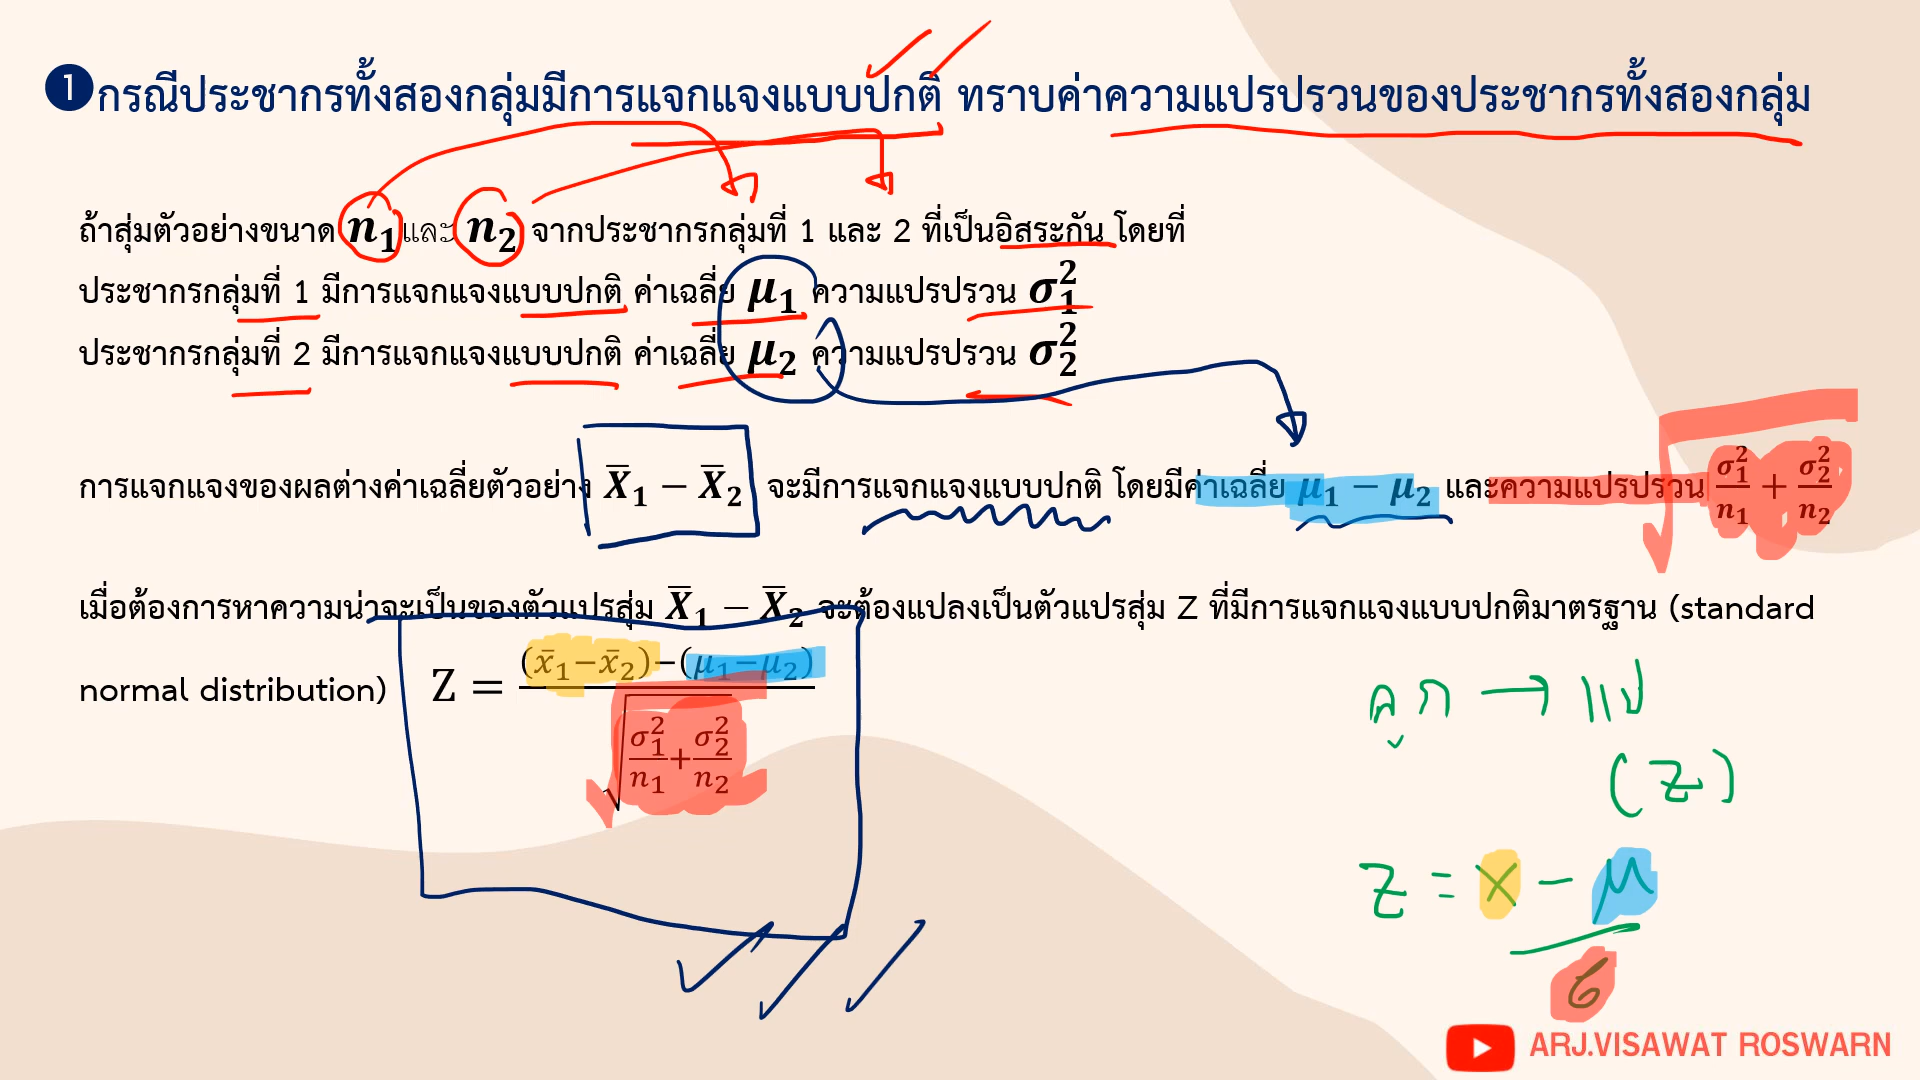 1 กรณีประชากรทั้งสองกลุ่มมีการแจกแจงแบบปกติ ทราบค่าความแปรปรวนของประชากรทั้งสองกลุ่ม
ถ้าสุ่มตัวอย่างขนาด n₁ และ n₂ จากประชากรกลุ่มที่ 1 และ 2 ที่เป็นอิสระกัน โดยที่
ประชากรกลุ่มที่ 1 มีการแจกแจงแบบปกติ ค่าเฉลี่ย μ₁ ความแปรปรวน σ₁²
ประชากรกลุ่มที่ 2 มีการแจกแจงแบบปกติ ค่าเฉลี่ย μ₂ ความแปรปรวน σ₂²
การแจกแจงของผลต่างค่าเฉลี่ยตัวอย่าง X̅₁ − X̅₂ จะมีการแจกแจงแบบปกติ โดยมีค่าเฉลี่ย μ₁ − μ₂ และความแปรปรวน σ₁²/n₁ + σ₂²/n₂
เมื่อต้องการหาความน่าจะเป็นของตัวแปรสุ่ม X̅₁ − X̅₂ จะต้องแปลงเป็นตัวแปรสุ่ม Z ที่มีการแจกแจงแบบปกติมาตรฐาน (standard
normal distribution) Z = ((x̅₁−x̅₂)−(μ₁−μ₂))/√(σ₁²/n₁+σ₂²/n₂)
(Z)
Z = x − μ
σ
ARJ.VISAWAT ROSWARN